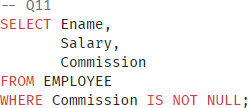 -- Q11
SELECT Ename,
       Salary,
       Commission
FROM EMPLOYEE
WHERE Commission IS NOT NULL;